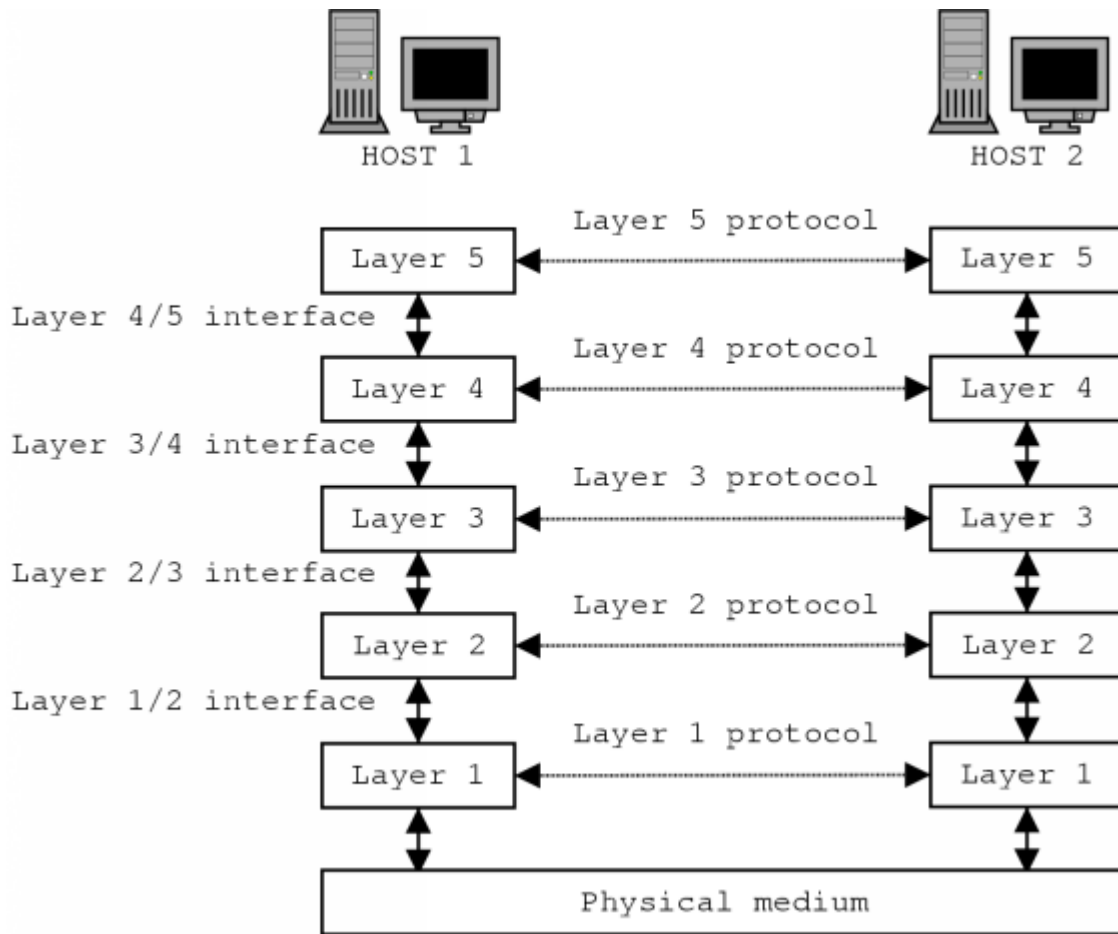 HOST 1
HOST 2
Layer 5 protocol
Layer 5
Layer 5
Layer 4/5 interface
Layer 4 protocol
Layer 4
Layer 4
Layer 3/4 interface
Layer 3 protocol
Layer 3
Layer 3
Layer 2/3 interface
Layer 2 protocol
Layer 2
Layer 2
Layer 1/2 interface
Layer 1 protocol
Layer 1
Layer 1
Physical medium